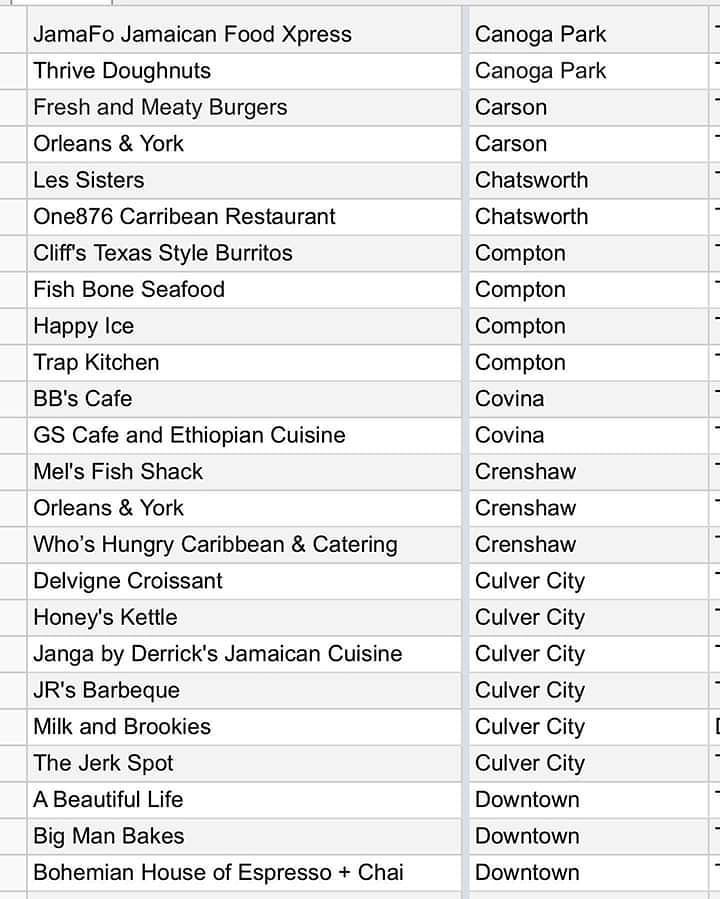 JamaFo Jamaican Food Xpress Canoga Park
Thrive Doughnuts Canoga Park
Fresh and Meaty Burgers Carson
Orleans & York Carson
Les Sisters Chatsworth
One876 Carribean Restaurant Chatsworth
Cliff's Texas Style Burritos Compton
Fish Bone Seafood Compton
Happy Ice Compton
Trap Kitchen Compton
BB's Cafe Covina
GS Cafe and Ethiopian Cuisine Covina
Mel's Fish Shack Crenshaw
Orleans & York Crenshaw
Who’s Hungry Caribbean & Catering Crenshaw
Delvigne Croissant Culver City
Honey's Kettle Culver City
Janga by Derrick's Jamaican Cuisine Culver City
JR's Barbeque Culver City
Milk and Brookies Culver City
The Jerk Spot Culver City
A Beautiful Life Downtown
Big Man Bakes Downtown
Bohemian House of Espresso + Chai Downtown